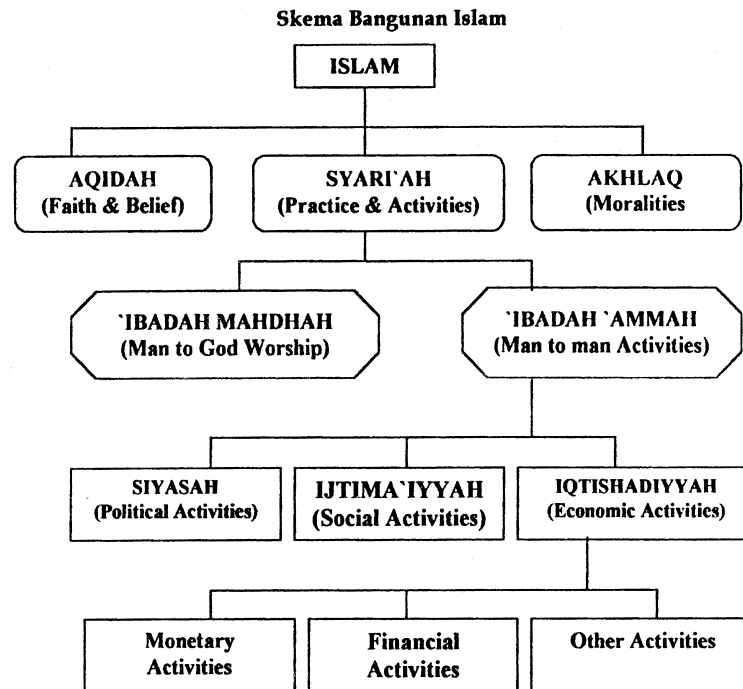 Skema Bangunan Islam
ISLAM
AQIDAH
(Faith & Belief)
SYARI`AH
(Practice & Activities)
AKHLAQ
(Moralities
`IBADAH MAHDHAH
(Man to God Worship)
`IBADAH `AMMAH
(Man to man Activities)
SIYASAH
(Political Activities)
IJTIMA`IYYAH
(Social Activities)
IQTISHADIYYAH
(Economic Activities)
Monetary
Activities
Financial
Activities
Other Activities